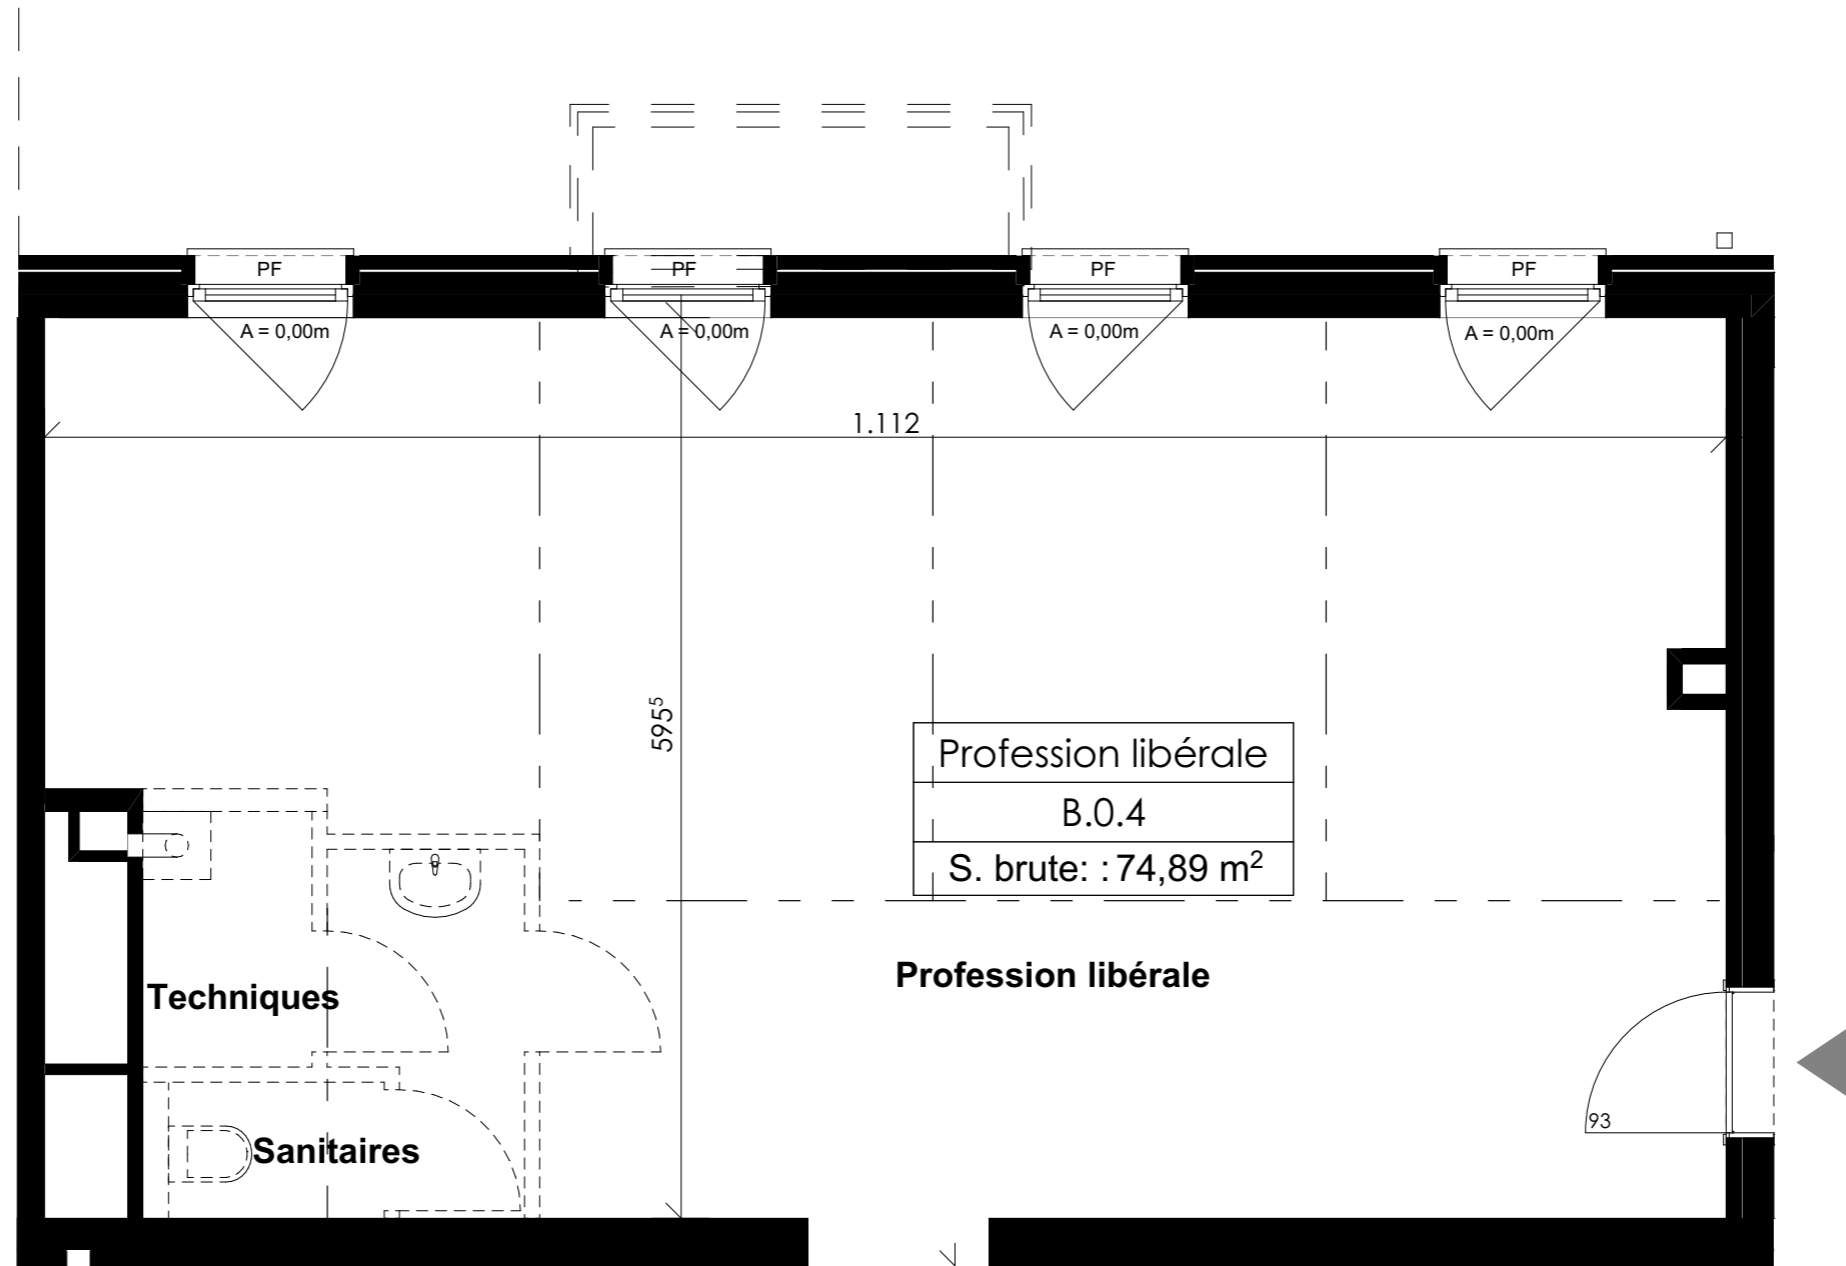 PF
PF
PF
PF
A = 0,00m
A = 0,00m
A = 0,00m
A = 0,00m
1.112
595⁵
Profession libérale
B.0.4
S. brute: : 74,89 m²
Profession libérale
Techniques
93
Sanitaires